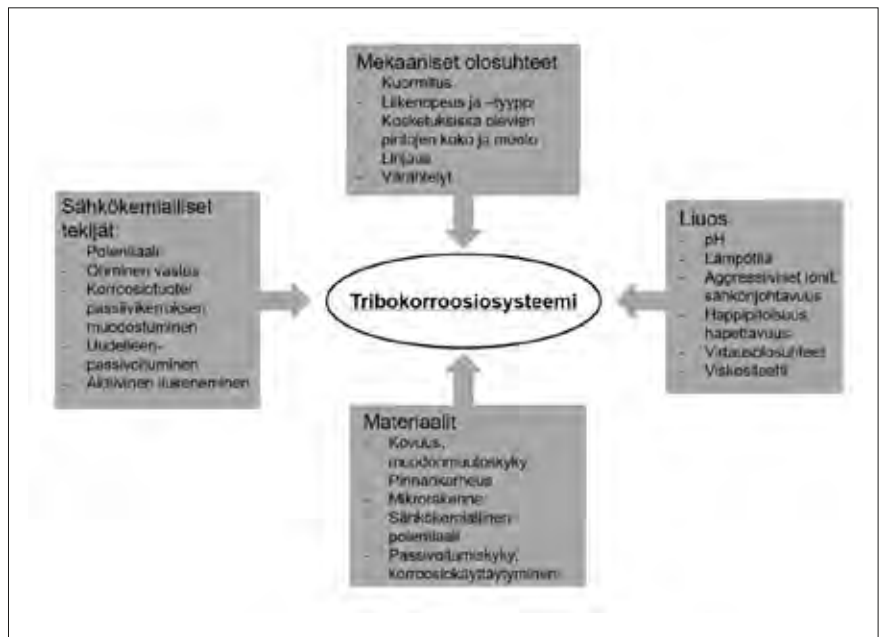 Mekaaniset olosuhteet
- Kuormitus
- Liikenopeus ja –tyyppi
- Kosketuksissa olevien
pintojen koko ja muoto
- Linjaus
- Värähtelyt
Sähkökemialliset
tekijät
- Potentiaali
- Ohminen vastus
- Korroosiotuote/
passiivikerroksen
muodostuminen
- Uudelleen-
passivoituminen
- Aktiivinen liukeneminen
Tribokorroosiosysteemi
Liuos
- pH
- Lämpötila
- Aggressiiviset ionit,
sähkönjohtavuus
- Happipitoisuus,
hapettavuus
- Virtausolosuhteet
- Viskositeetti
Materiaalit
- Kovuus,
muodonmuutoskyky
Pinnankarheus
- Mikrorakenne
- Sähkökemiallinen
potentiaali
- Passivoitumiskyky,
korroosiokäyttäytyminen